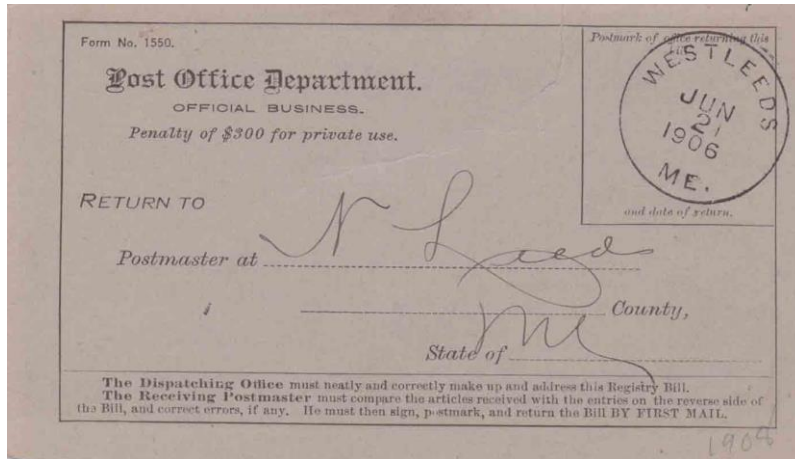 Form No. 1550.
Post Office Department.
OFFICIAL BUSINESS.
Penalty of $300 for private use.
Postmark of office returning this
WEST LEEDS
JUN
21
1906
ME.
and date of return.
RETURN TO
Postmaster at N Leeds
County,
State of Me
The Dispatching Office must neatly and correctly make up and address this Registry Bill.
The Receiving Postmaster must compare the articles received with the entries on the reverse side of
the Bill, and correct errors, if any. He must then sign, postmark, and return the Bill BY FIRST MAIL.
1908